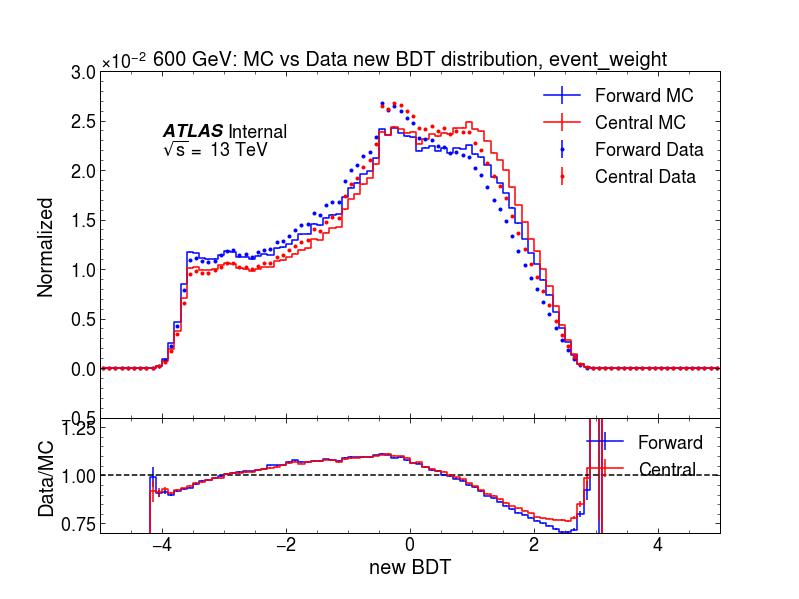 ×10⁻² 600 GeV: MC vs Data new BDT distribution, event_weight
3.0
2.5
2.0
1.5
1.0
0.5
0.0
Normalized
ATLAS Internal
√s = 13 TeV
Forward MC
Central MC
Forward Data
Central Data
0.5
1.25
1.00
0.75
Data/MC
Forward
Central
−4 −2 0 2 4
new BDT